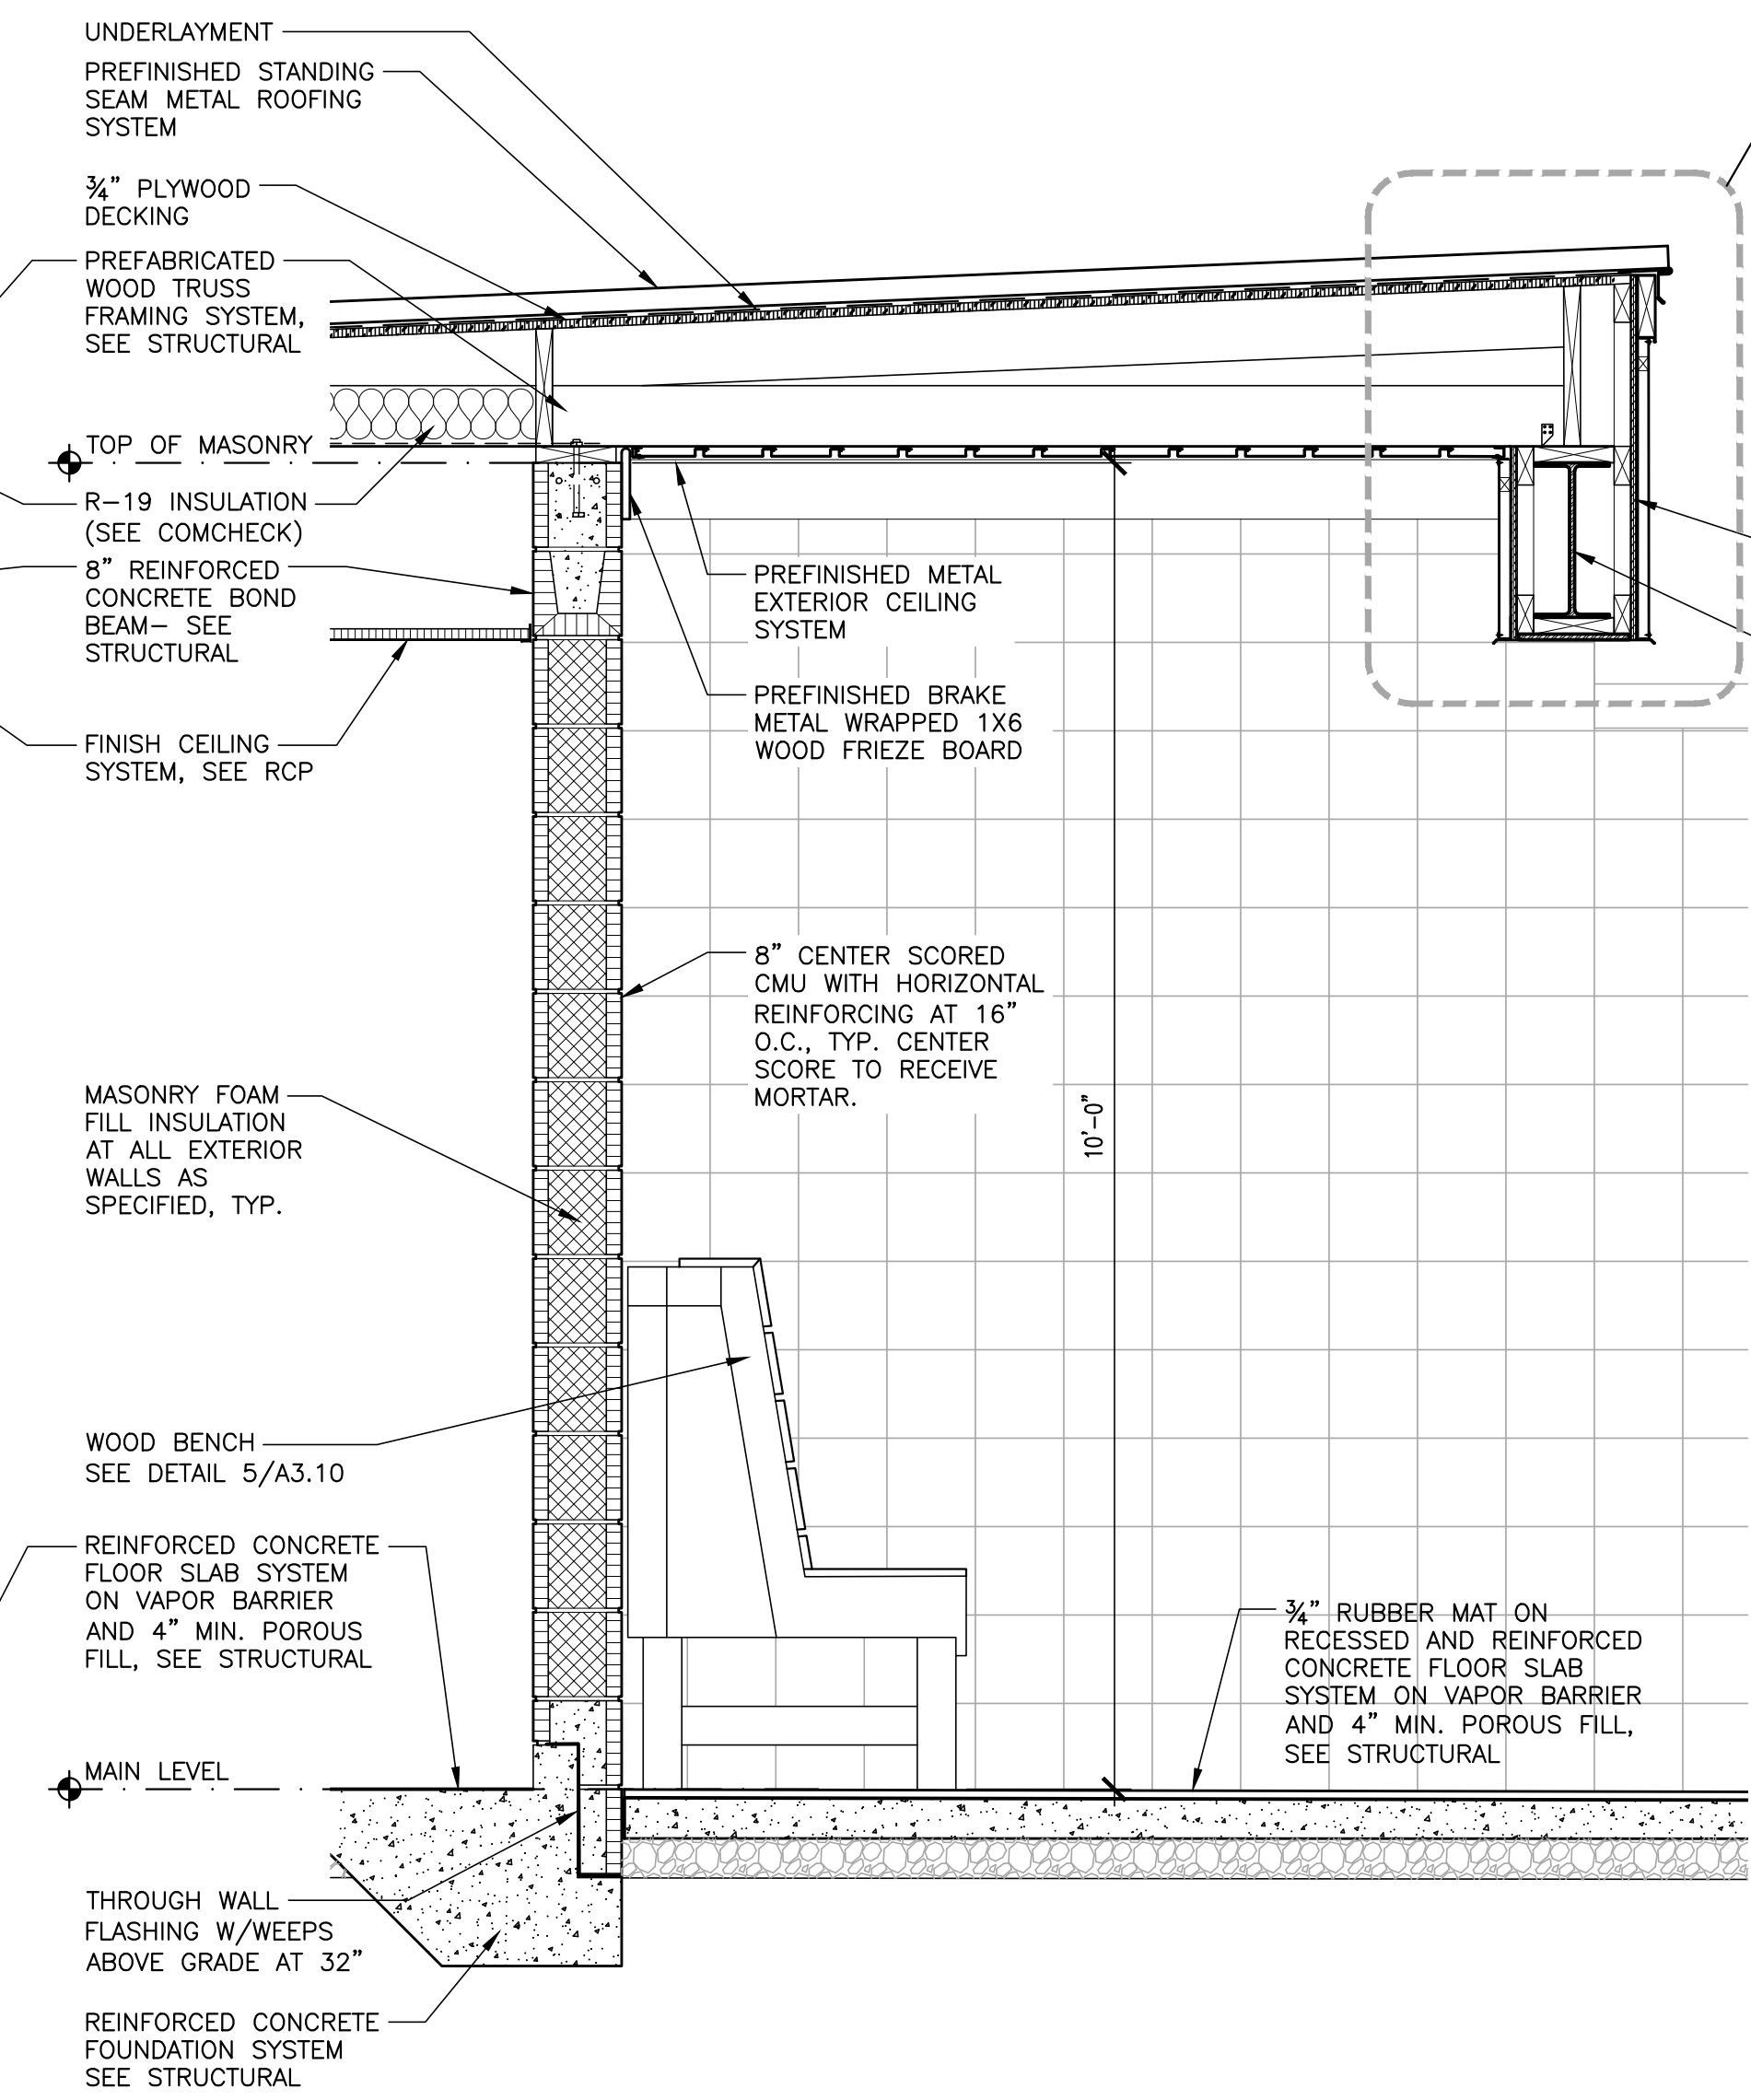 UNDERLAYMENT
PREFINISHED STANDING
SEAM METAL ROOFING
SYSTEM
¾" PLYWOOD
DECKING
PREFABRICATED
WOOD TRUSS
FRAMING SYSTEM,
SEE STRUCTURAL
TOP OF MASONRY
R-19 INSULATION
(SEE COMCHECK)
8" REINFORCED
CONCRETE BOND
BEAM- SEE
STRUCTURAL
FINISH CEILING
SYSTEM, SEE RCP
PREFINISHED METAL
EXTERIOR CEILING
SYSTEM
PREFINISHED BRAKE
METAL WRAPPED 1X6
WOOD FRIEZE BOARD
8" CENTER SCORED
CMU WITH HORIZONTAL
REINFORCING AT 16"
O.C., TYP. CENTER
SCORE TO RECEIVE
MORTAR.
10'-0"
MASONRY FOAM
FILL INSULATION
AT ALL EXTERIOR
WALLS AS
SPECIFIED, TYP.
WOOD BENCH
SEE DETAIL 5/A3.10
REINFORCED CONCRETE
FLOOR SLAB SYSTEM
ON VAPOR BARRIER
AND 4" MIN. POROUS
FILL, SEE STRUCTURAL
¾" RUBBER MAT ON
RECESSED AND REINFORCED
CONCRETE FLOOR SLAB
SYSTEM ON VAPOR BARRIER
AND 4" MIN. POROUS FILL,
SEE STRUCTURAL
MAIN LEVEL
THROUGH WALL
FLASHING W/WEEPS
ABOVE GRADE AT 32"
REINFORCED CONCRETE
FOUNDATION SYSTEM
SEE STRUCTURAL